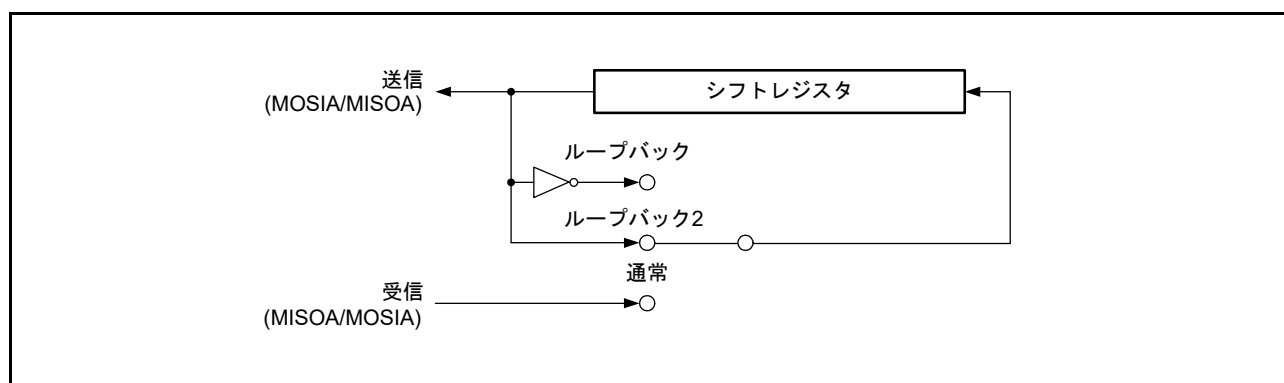 送信
(MOSIA/MISOA)
シフトレジスタ
ループバック
ループバック2
通常
受信
(MISOA/MOSIA)